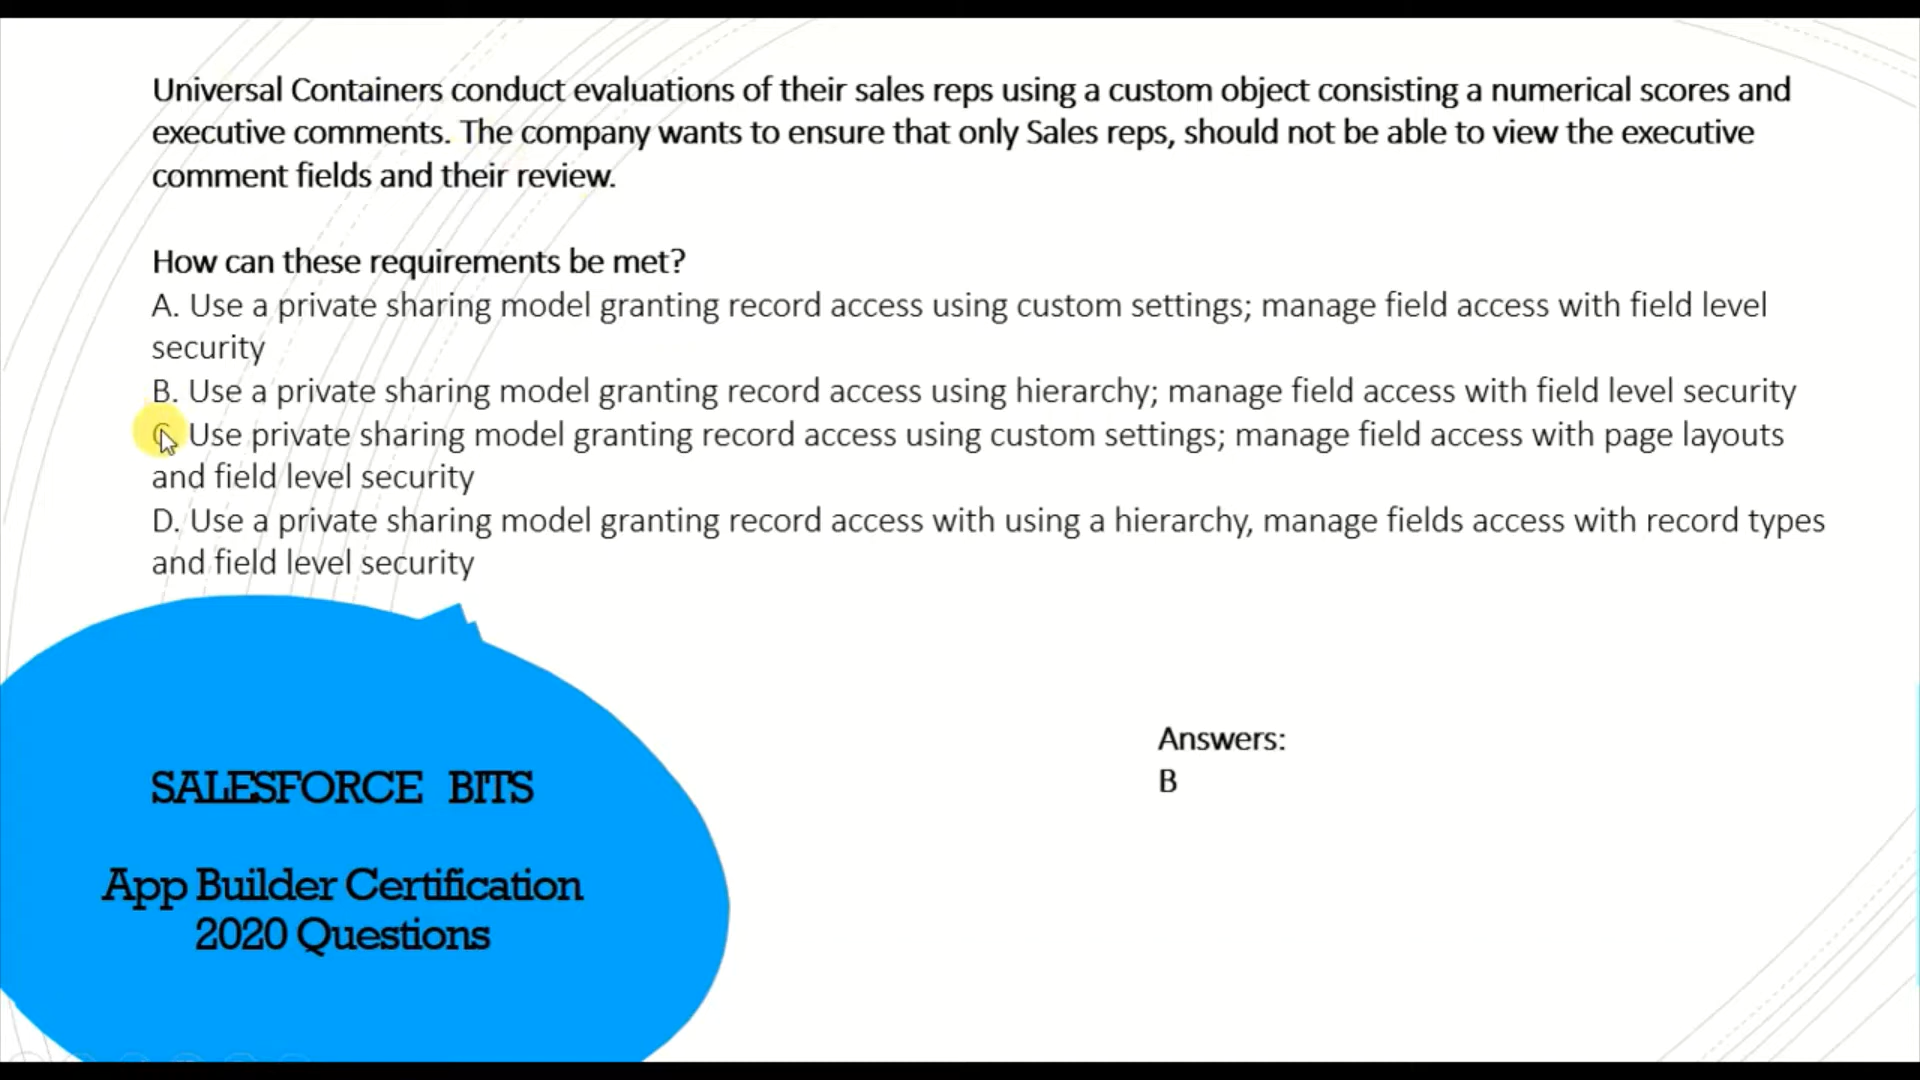 Universal Containers conduct evaluations of their sales reps using a custom object consisting a numerical scores and
executive comments. The company wants to ensure that only Sales reps, should not be able to view the executive
comment fields and their review.
How can these requirements be met?
A. Use a private sharing model granting record access using custom settings; manage field access with field level
security
B. Use a private sharing model granting record access using hierarchy; manage field access with field level security
C. Use private sharing model granting record access using custom settings; manage field access with page layouts
and field level security
D. Use a private sharing model granting record access with using a hierarchy, manage fields access with record types
and field level security
Answers:
B
SALESFORCE BITS
App Builder Certification
2020 Questions